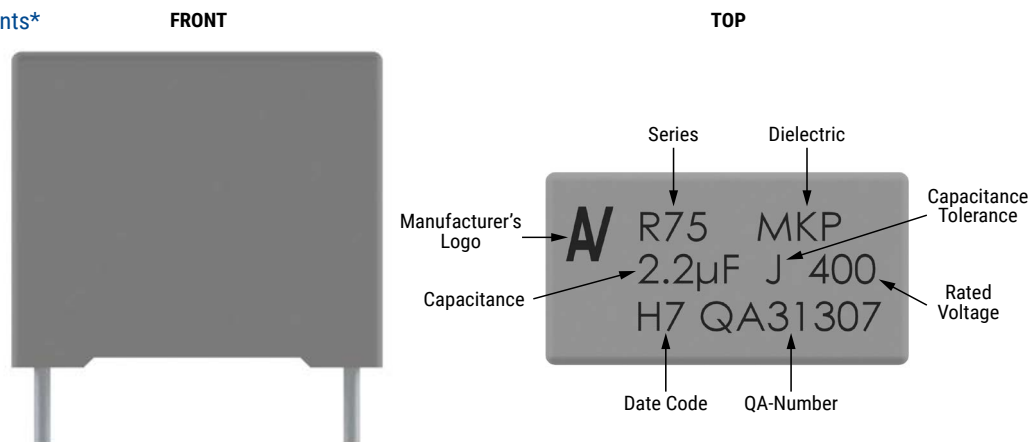 nts*
FRONT
TOP
Series
Dielectric
Capacitance
Tolerance
Manufacturer's
Logo
R75 MKP
2.2µF J 400
H7 QA31307
Capacitance
Rated
Voltage
Date Code
QA-Number